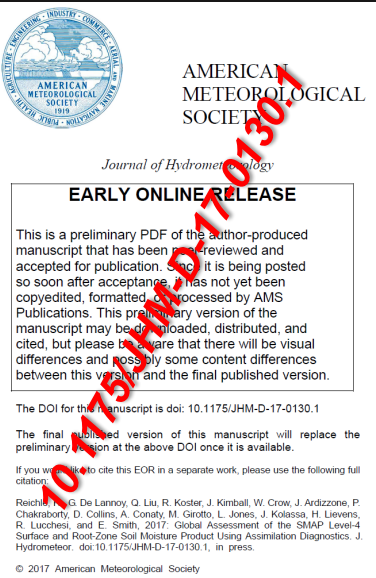 AMERICAN
METEOROLOGICAL
SOCIETY
AGRICULTURE · ENGINEERING · INDUSTRY · COMMERCE · AERIAL AND MARINE NAVIGATION · PUBLIC HEALTH
AMERICAN
METEOROLOGICAL
SOCIETY
1919
Journal of Hydrometeorology
EARLY ONLINE RELEASE
This is a preliminary PDF of the author-produced
manuscript that has been peer-reviewed and
accepted for publication. Since it is being posted
so soon after acceptance, it has not yet been
copyedited, formatted, or processed by AMS
Publications. This preliminary version of the
manuscript may be downloaded, distributed, and
cited, but please be aware that there will be visual
differences and possibly some content differences
between this version and the final published version.
The DOI for this manuscript is doi: 10.1175/JHM-D-17-0130.1
The final published version of this manuscript will replace the
preliminary version at the above DOI once it is available.
If you would like to cite this EOR in a separate work, please use the following full
citation:
Reichle, R., G. De Lannoy, Q. Liu, R. Koster, J. Kimball, W. Crow, J. Ardizzone, P.
Chakraborty, D. Collins, A. Conaty, M. Girotto, L. Jones, J. Kolassa, H. Lievens,
R. Lucchesi, and E. Smith, 2017: Global Assessment of the SMAP Level-4
Surface and Root-Zone Soil Moisture Product Using Assimilation Diagnostics. J.
Hydrometeor. doi:10.1175/JHM-D-17-0130.1, in press.
© 2017 American Meteorological Society
10.1175/JHM-D-17-0130.1